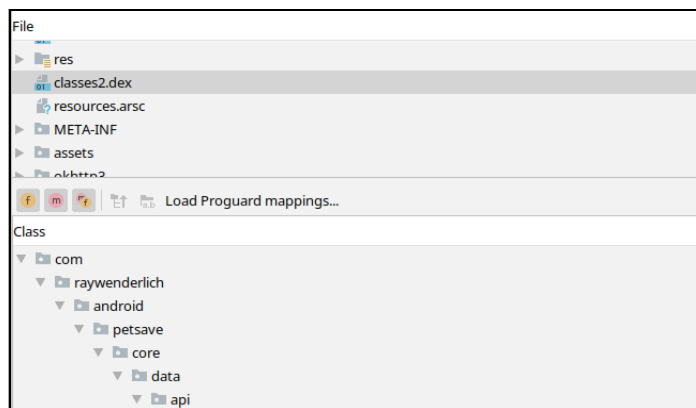 File
res
classes2.dex
resources.arsc
META-INF
assets
okhttp3
Load Proguard mappings...
Class
com
raywenderlich
android
petsave
core
data
api